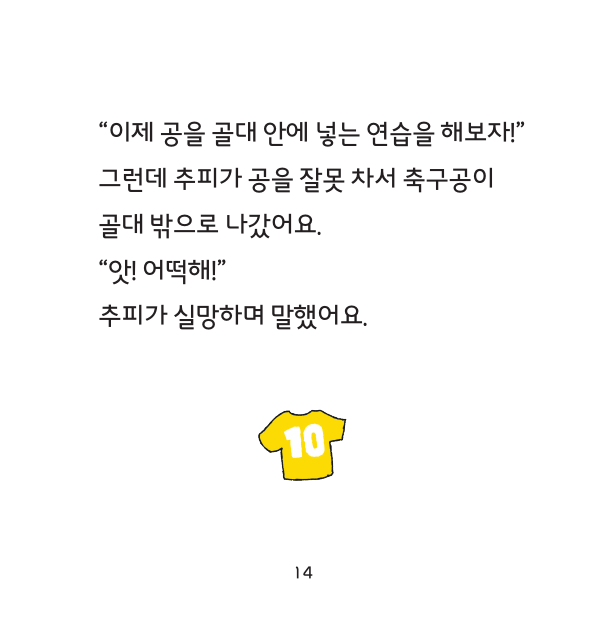 “이제 공을 골대 안에 넣는 연습을 해보자!”
그런데 추피가 공을 잘못 차서 축구공이
골대 밖으로 나갔어요.
“앗! 어떡해!”
추피가 실망하며 말했어요.
10
14